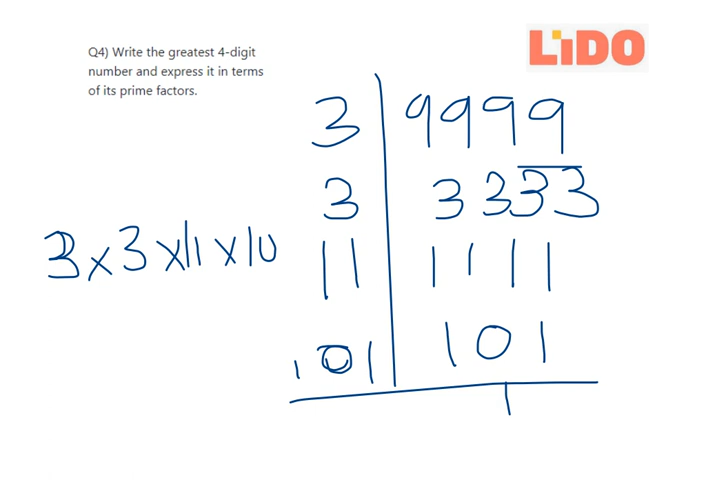 LiDO
Q4) Write the greatest 4-digit
number and express it in terms
of its prime factors.
3 9999
3 3333
3 x 3 x 11 x 10
11 1111
101 101
1